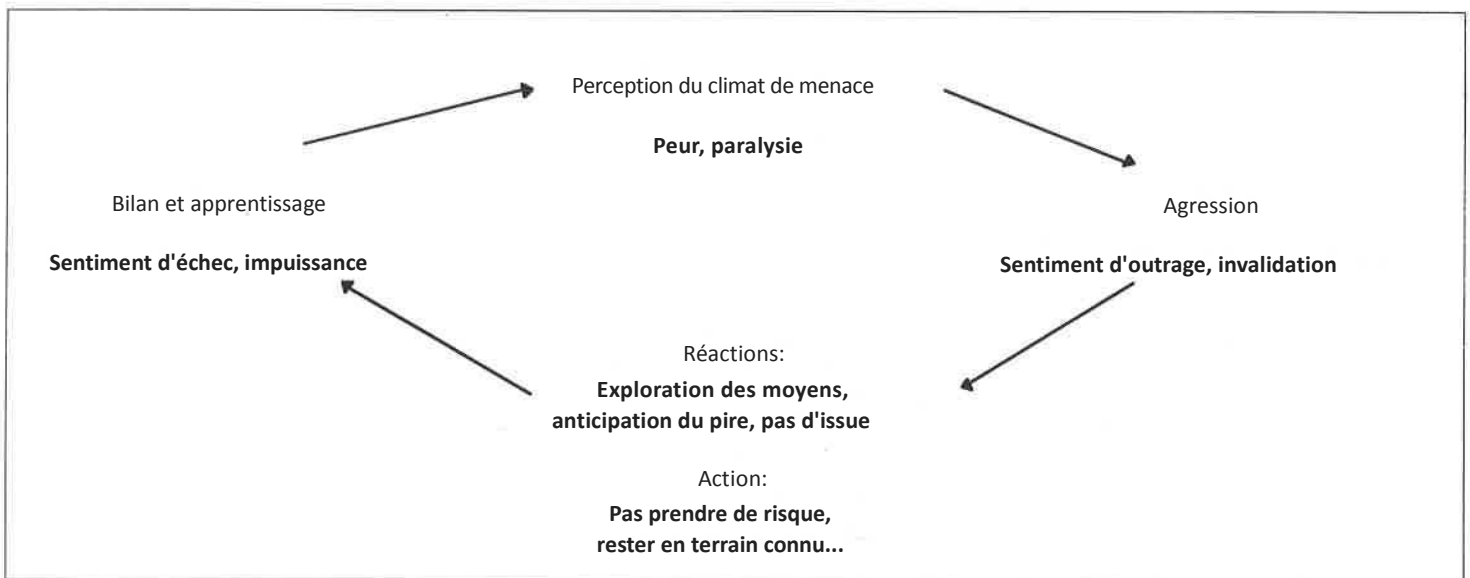 Perception du climat de menace
Peur, paralysie
Bilan et apprentissage
Agression
Sentiment d'échec, impuissance
Sentiment d'outrage, invalidation
Réactions:
Exploration des moyens,
anticipation du pire, pas d'issue
Action:
Pas prendre de risque,
rester en terrain connu...